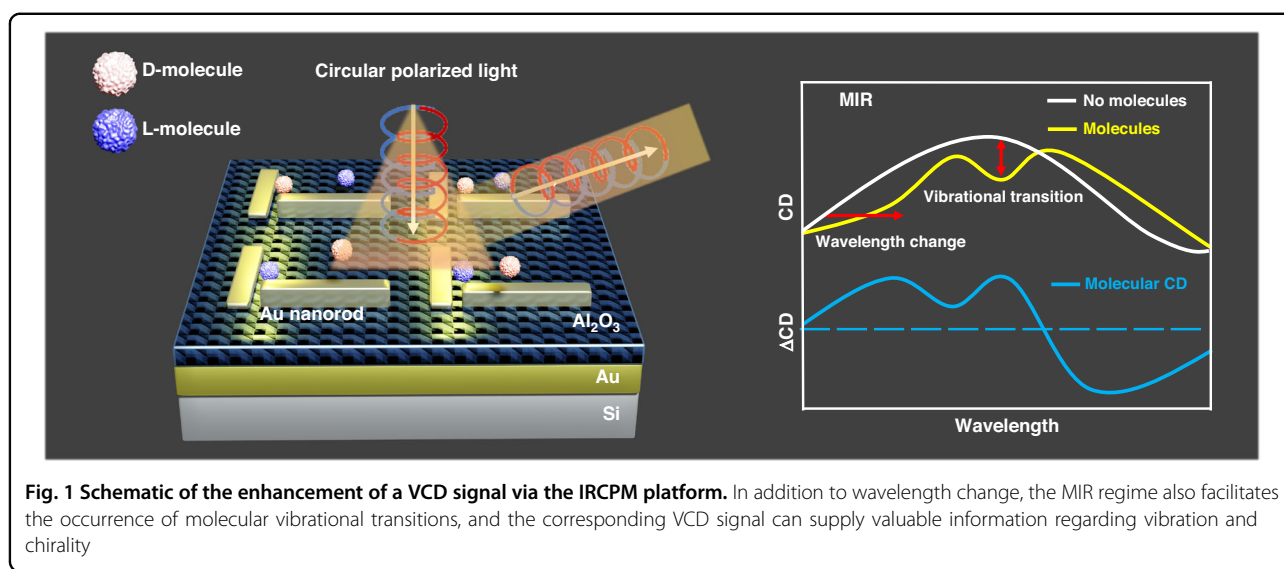 D-molecule
L-molecule
Circular polarized light
Au nanorod
Al₂O₃
Au
Si
MIR
No molecules
Molecules
Vibrational transition
Wavelength change
CD
Molecular CD
ΔCD
Wavelength
Fig. 1 Schematic of the enhancement of a VCD signal via the IRCPM platform. In addition to wavelength change, the MIR regime also facilitates
the occurrence of molecular vibrational transitions, and the corresponding VCD signal can supply valuable information regarding vibration and
chirality